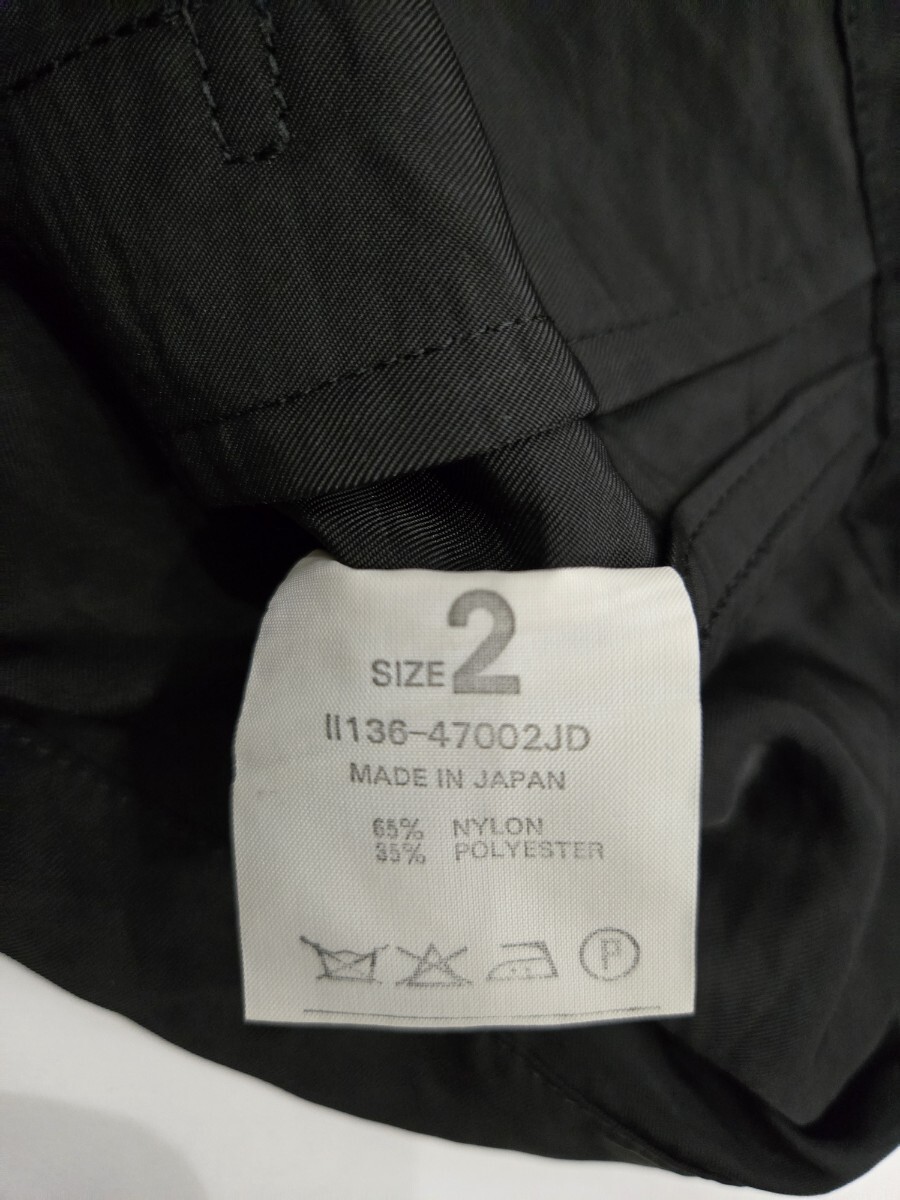 SIZE 2
II136-47002JD
MADE IN JAPAN
65% NYLON
35% POLYESTER
P